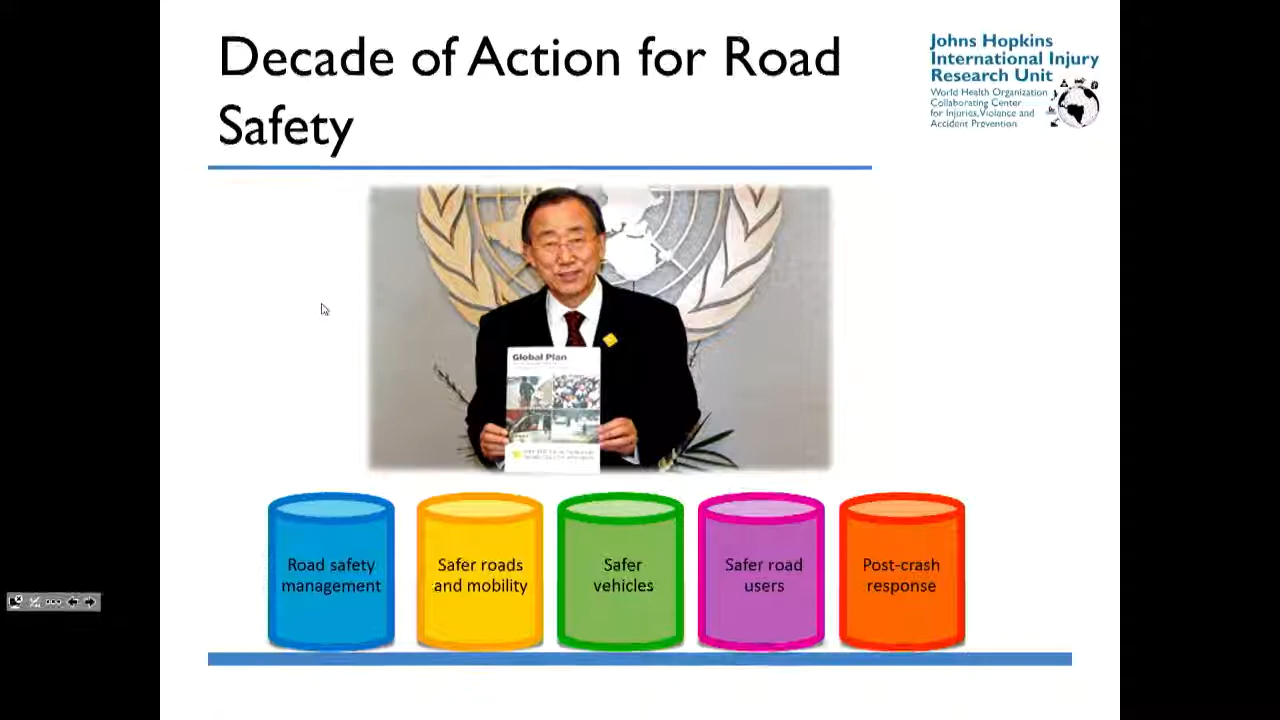 Decade of Action for Road
Safety
Johns Hopkins
International Injury
Research Unit
World Health Organization
Collaborating Center
for Injuries, Violence and
Accident Prevention
Global Plan
Road safety
management
Safer roads
and mobility
Safer
vehicles
Safer road
users
Post-crash
response